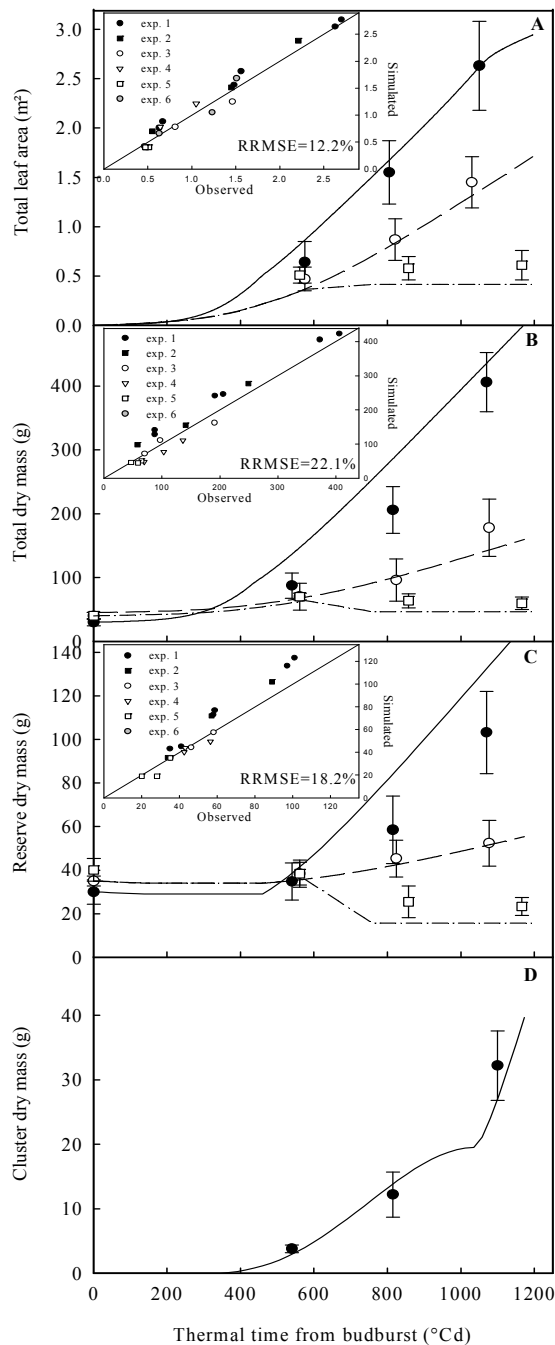 A
Total leaf area (m²)
3.0
2.5
2.0
1.5
1.0
0.5
0.0
exp. 1
exp. 2
exp. 3
exp. 4
exp. 5
exp. 6
RRMSE=12.2%
Simulated
2.5
2.0
1.5
1.0
0.5
0.0
0.0 0.5 1.0 1.5 2.0 2.5
Observed
B
Total dry mass (g)
400
300
200
100
exp. 1
exp. 2
exp. 3
exp. 4
exp. 5
exp. 6
RRMSE=22.1%
Simulated
400
300
200
100
0
0 100 200 300 400
Observed
C
Reserve dry mass (g)
140
120
100
80
60
40
20
0
exp. 1
exp. 2
exp. 3
exp. 4
exp. 5
exp. 6
RRMSE=18.2%
Simulated
120
100
80
60
40
20
0
0 20 40 60 80 100 120
Observed
D
Cluster dry mass (g)
40
30
20
10
0
0 200 400 600 800 1000 1200
Thermal time from budburst (°Cd)